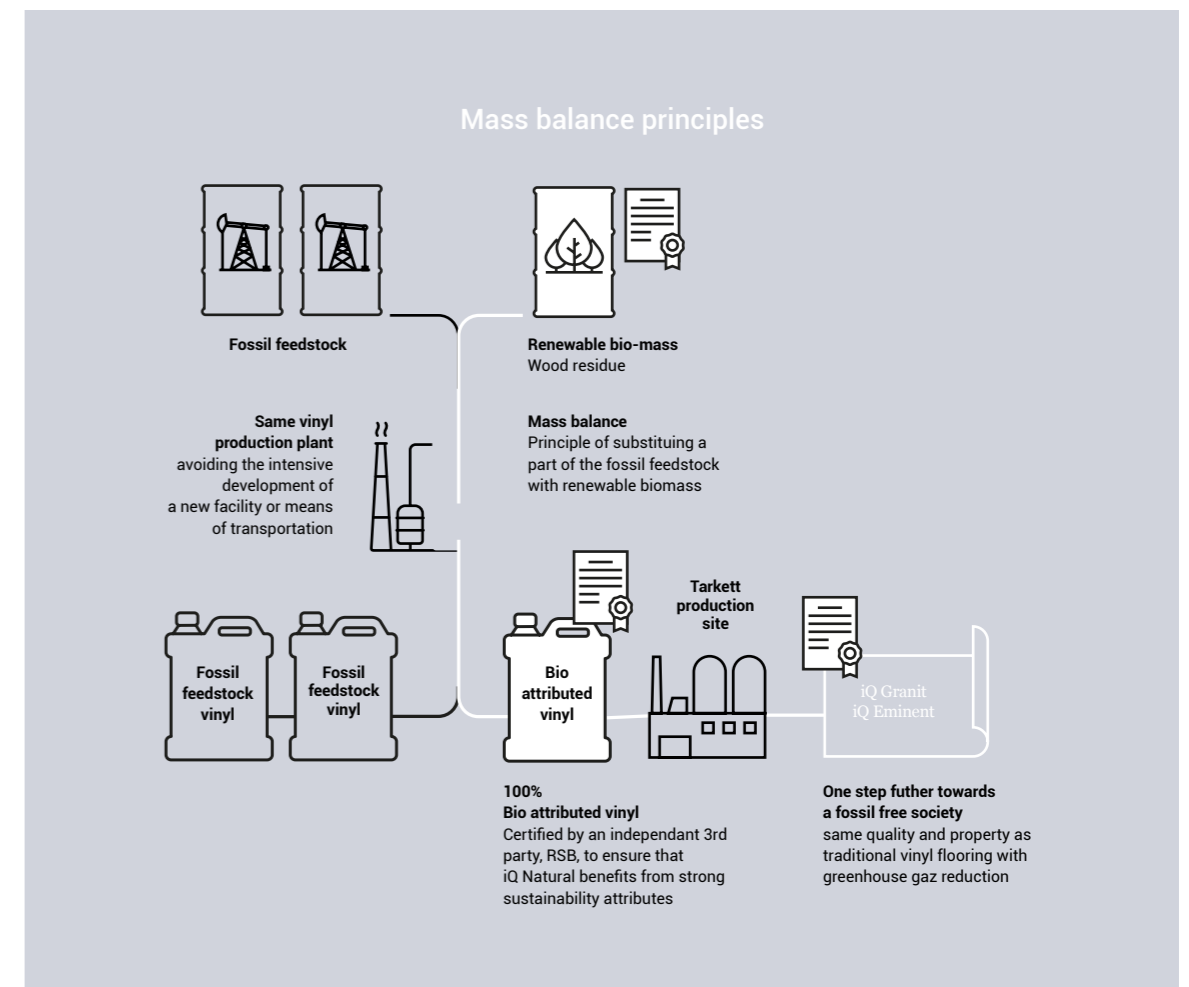 Mass balance principles
Fossil feedstock
Renewable bio-mass
Wood residue
Same vinyl
production plant
avoiding the intensive
development of
a new facility or means
of transportation
Mass balance
Principle of substituing a
part of the fossil feedstock
with renewable biomass
Fossil
feedstock
vinyl
Fossil
feedstock
vinyl
Bio
attributed
vinyl
Tarkett
production
site
iQ Granit
iQ Eminent
100%
Bio attributed vinyl
Certified by an independant 3rd
party, RSB, to ensure that
iQ Natural benefits from strong
sustainability attributes
One step futher towards
a fossil free society
same quality and property as
traditional vinyl flooring with
greenhouse gaz reduction